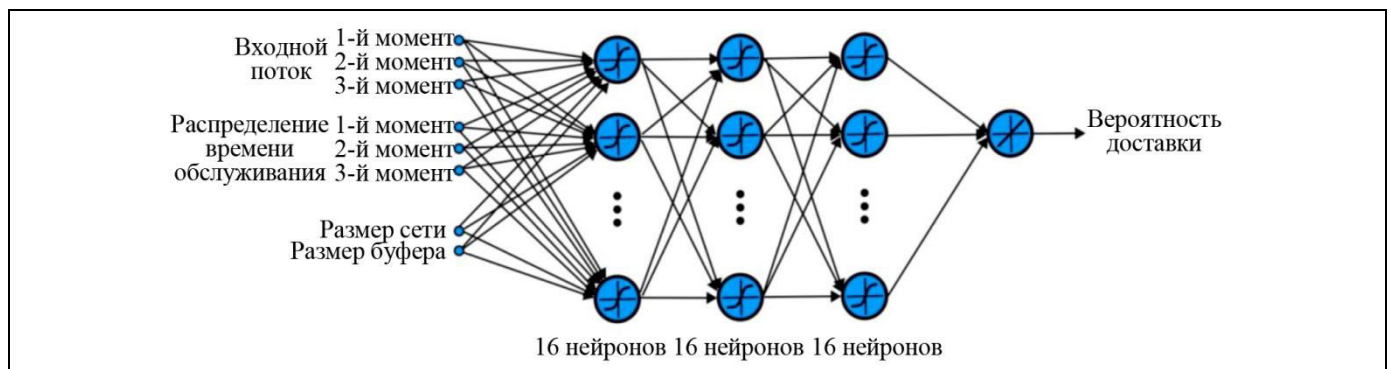 Входной
поток
1-й момент
2-й момент
3-й момент
Распределение
времени
обслуживания
1-й момент
2-й момент
3-й момент
Размер сети
Размер буфера
Вероятность
доставки
16 нейронов 16 нейронов 16 нейронов